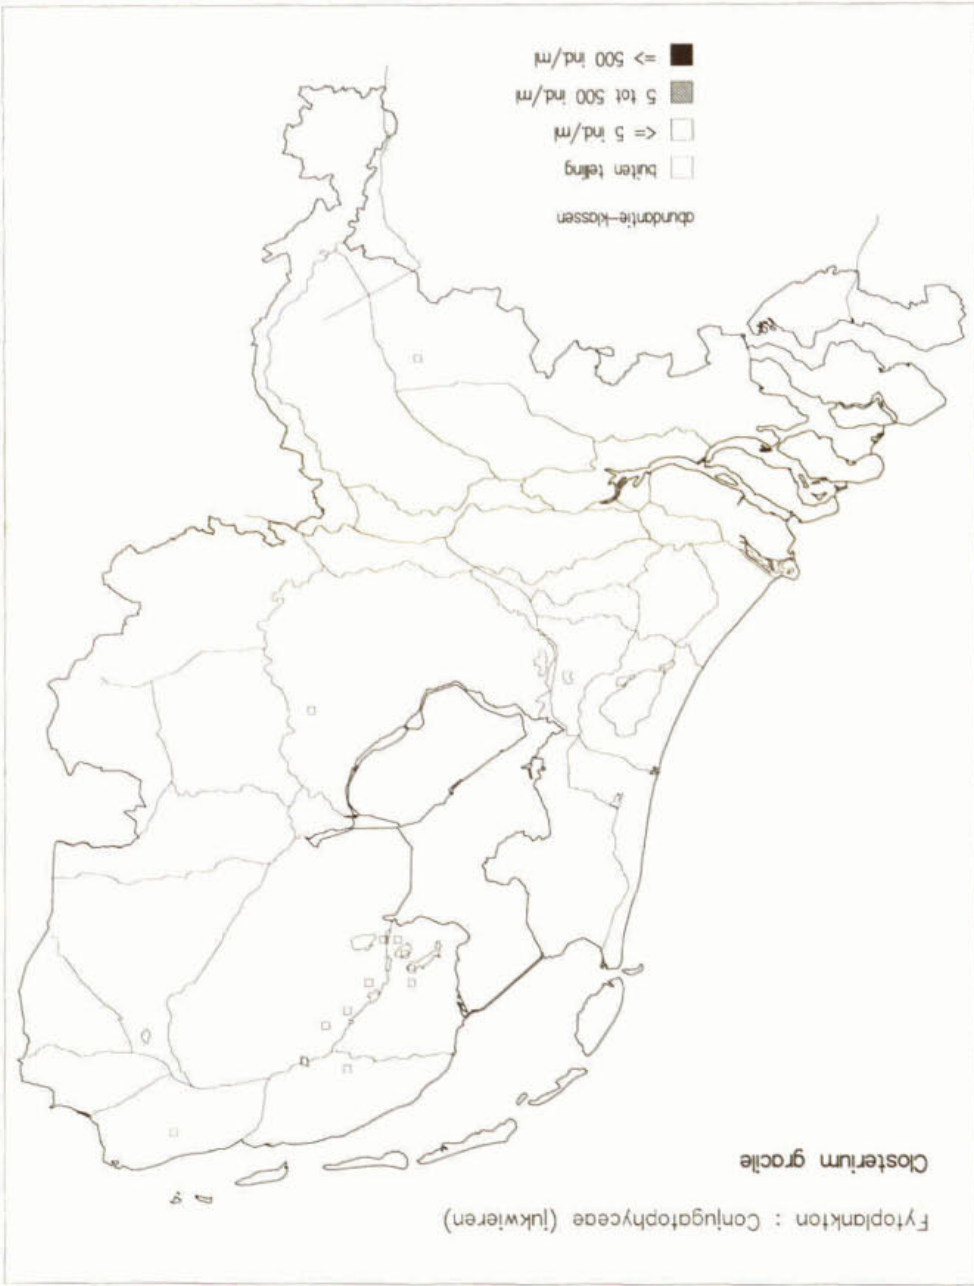 Fytoplankton : Conjugatophyceae (jukwieren)
Closterium gracile
abundantie-klassen
buiten telling
<= 5 ind./ml
5 tot 500 ind./ml
=> 500 ind./ml